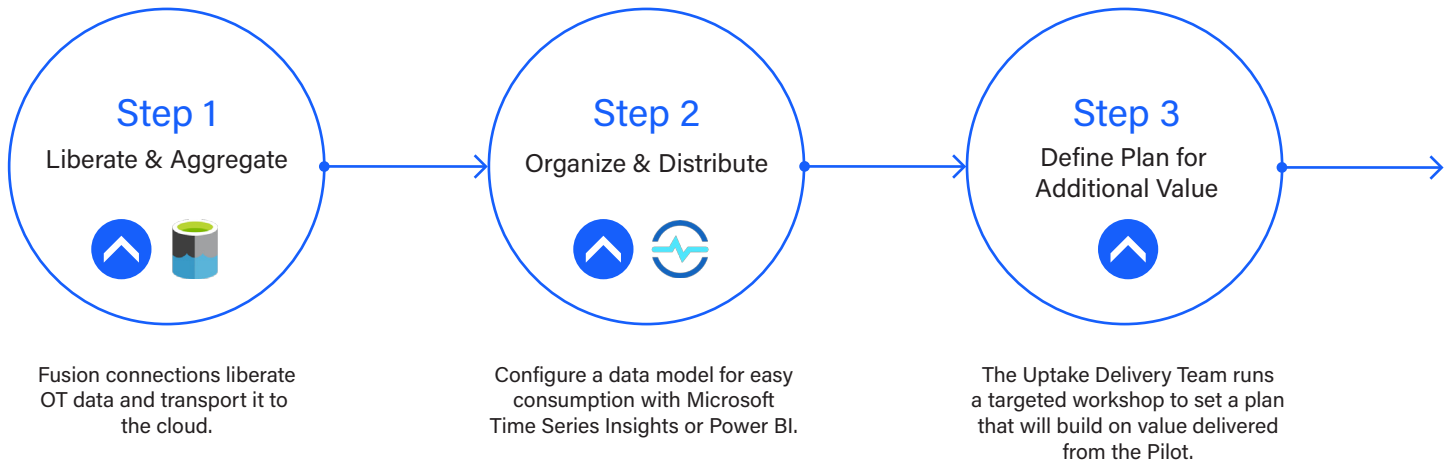 Step 1
Liberate & Aggregate
Fusion connections liberate
OT data and transport it to
the cloud.
Step 2
Organize & Distribute
Configure a data model for easy
consumption with Microsoft
Time Series Insights or Power BI.
Step 3
Define Plan for
Additional Value
The Uptake Delivery Team runs
a targeted workshop to set a plan
that will build on value delivered
from the Pilot.